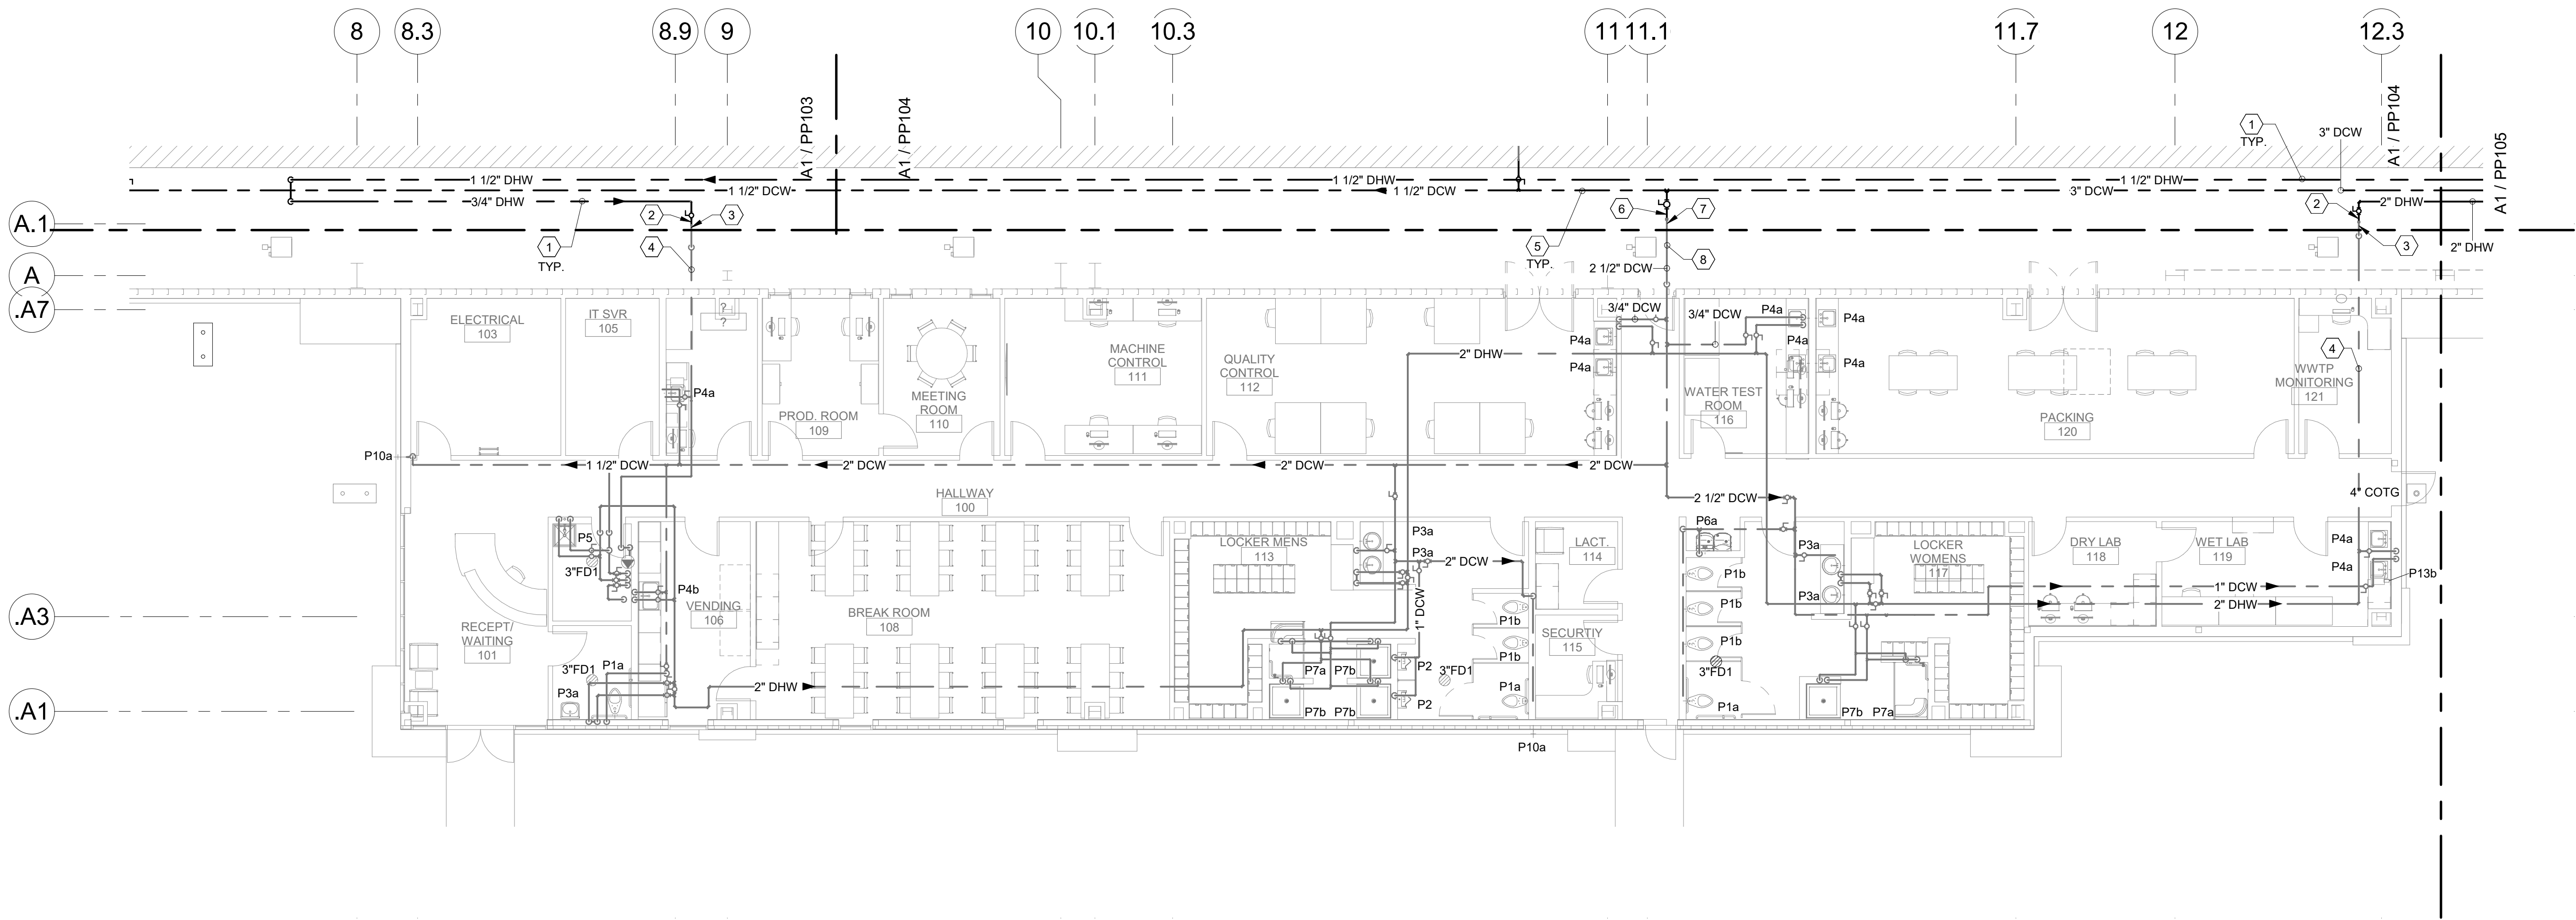 8
8.3
8.9
9
10
10.1
10.3
11
11.1
11.7
12
12.3
A1 / PP103
A1 / PP104
A1 / PP104
A1 / PP105
1
TYP.
3" DCW
1 1/2" DHW
1 1/2" DCW
1 1/2" DHW
1 1/2" DCW
1 1/2" DHW
3" DCW
3/4" DHW
2" DHW
A.1
2
3
6
7
2
1
TYP.
4
5
TYP.
8
3
2" DHW
A
2 1/2" DCW
.A7
ELECTRICAL
103
IT SVR
105
?
?
3/4" DCW
3/4" DCW
P4a
P4a
P4a
P4a
P4a
P4a
2" DHW
MACHINE
CONTROL
111
QUALITY
CONTROL
112
4
WWTP
MONITORING
121
P4a
MEETING
ROOM
110
WATER TEST
ROOM
116
PROD. ROOM
109
PACKING
120
P10a
1 1/2" DCW
2" DCW
2" DCW
2" DCW
HALLWAY
100
2 1/2" DCW
4" COTG
P5
3"FD1
LOCKER MENS
113
P3a
P3a
2" DCW
LACT.
114
P6a
P3a
LOCKER
WOMENS
117
DRY LAB
118
WET LAB
119
P4a
P4a
P13b
P1b
1" DCW
P4b
VENDING
106
BREAK ROOM
108
1" DCW
P1b
P3a
P1b
2" DHW
.A3
RECEPT/
WAITING
101
P1b
SECURTIY
115
P1b
3"FD1
P1a
P7a
P7b
P2
3"FD1
3"FD1
P3a
2" DHW
P1a
P1a
.A1
P7b
P7b
P2
P7b
P7a
P10a